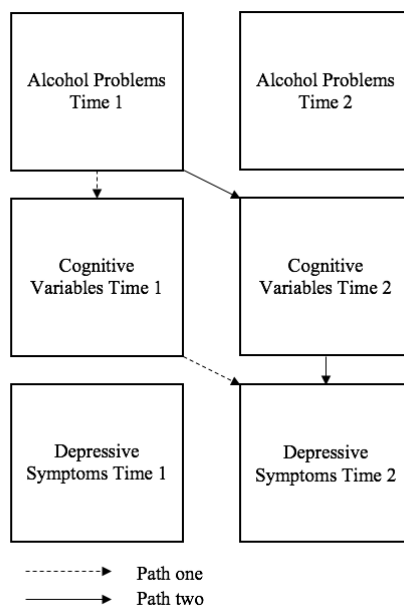 Alcohol Problems
Time 1
Alcohol Problems
Time 2
Cognitive
Variables Time 1
Cognitive
Variables Time 2
Depressive
Symptoms Time 1
Depressive
Symptoms Time 2
Path one
Path two